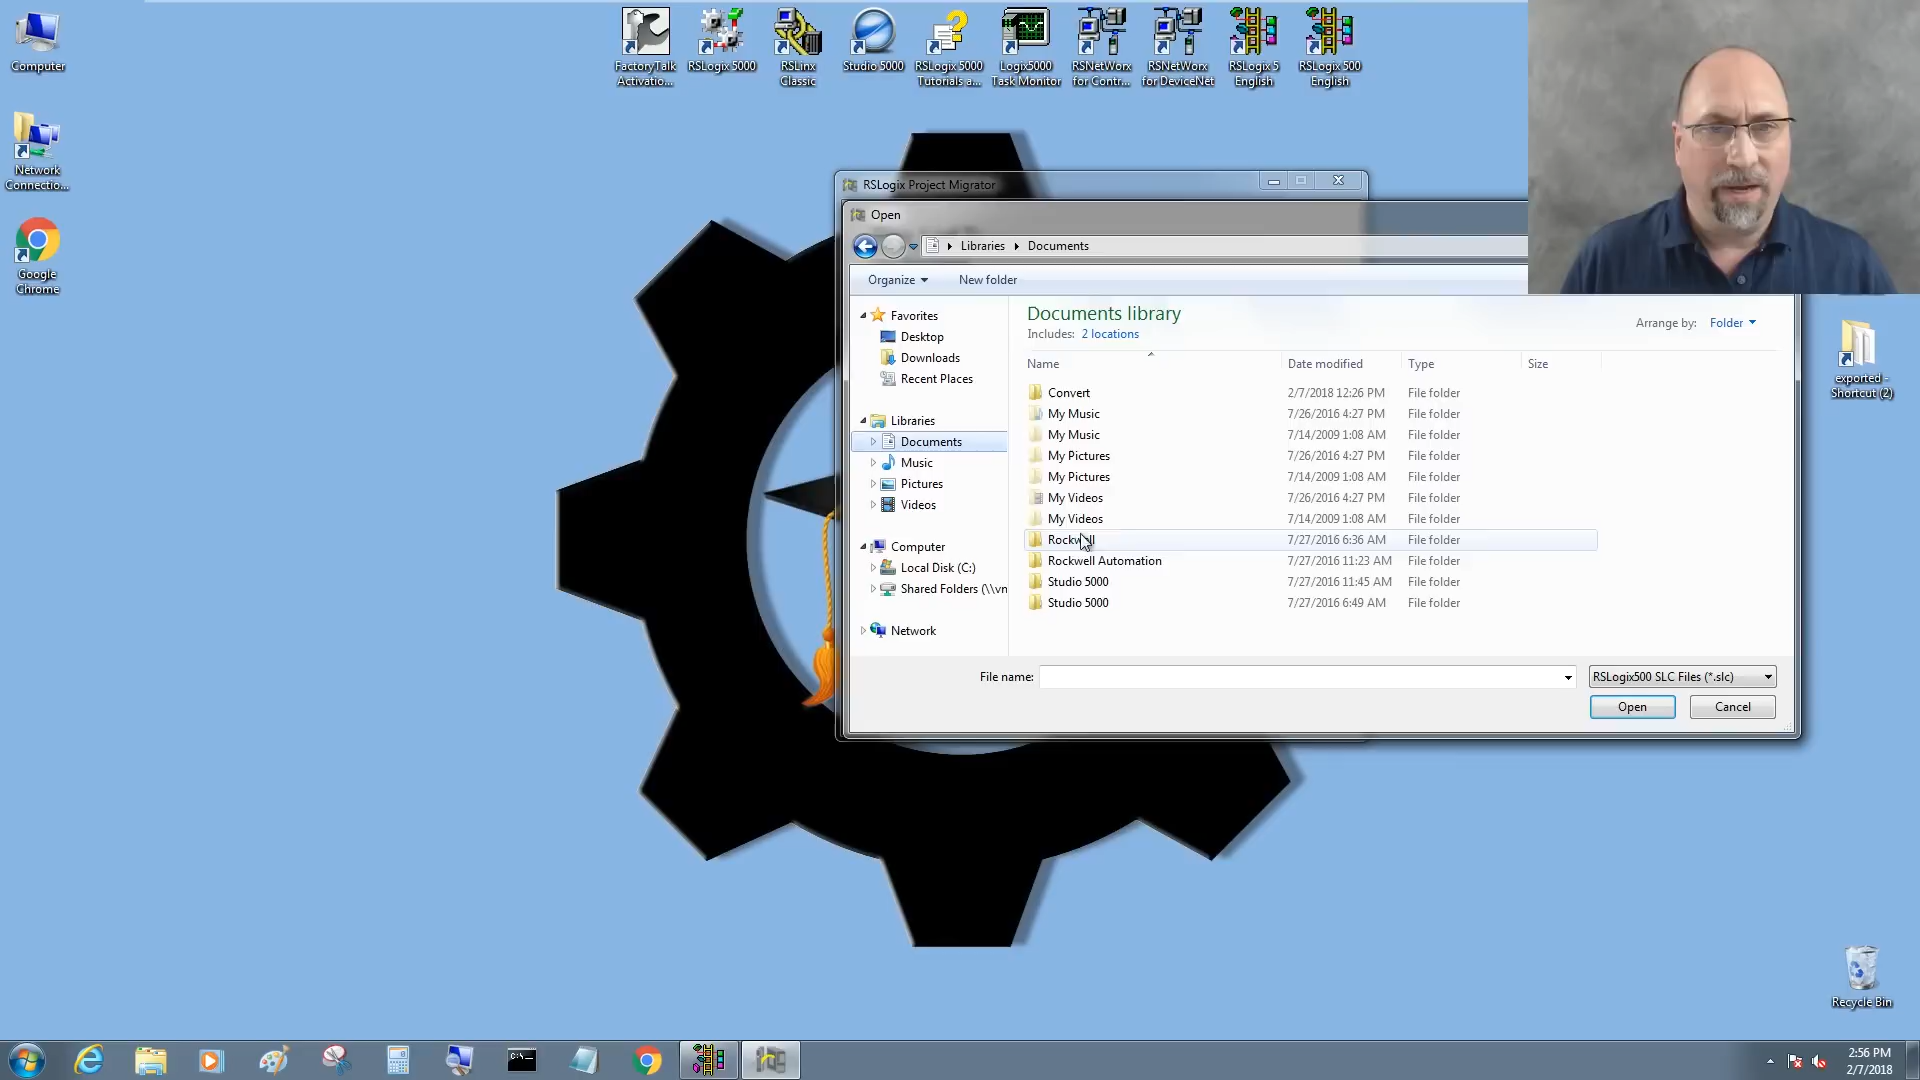 Computer
Network
Connectio...
Google
Chrome
FactoryTalk
Activatio...
RSLogix 5000
RSLinx
Classic
Studio 5000
RSLogix 5000
Tutorials a...
Logix5000
Task Monitor
RSNetWorx
for Contr...
RSNetWorx
for DeviceNet
RSLogix 5
English
RSLogix 500
English
RSLogix Project Migrator
Open
Libraries
Documents
Organize
New folder
Favorites
Desktop
Downloads
Recent Places
Libraries
Documents
Music
Pictures
Videos
Computer
Local Disk (C:)
Shared Folders (\\vn
Network
Documents library
Includes: 2 locations
Arrange by: Folder
Name Date modified Type Size
Convert 2/7/2018 12:26 PM File folder
My Music 7/26/2016 4:27 PM File folder
My Music 7/14/2009 1:08 AM File folder
My Pictures 7/26/2016 4:27 PM File folder
My Pictures 7/14/2009 1:08 AM File folder
My Videos 7/26/2016 4:27 PM File folder
My Videos 7/14/2009 1:08 AM File folder
Rockwell 7/27/2016 6:36 AM File folder
Rockwell Automation 7/27/2016 11:23 AM File folder
Studio 5000 7/27/2016 11:45 AM File folder
Studio 5000 7/27/2016 6:49 AM File folder
File name:
RSLogix500 SLC Files (*.slc)
Open
Cancel
exported -
Shortcut (2)
Recycle Bin
C:\_
2:56 PM
2/7/2018